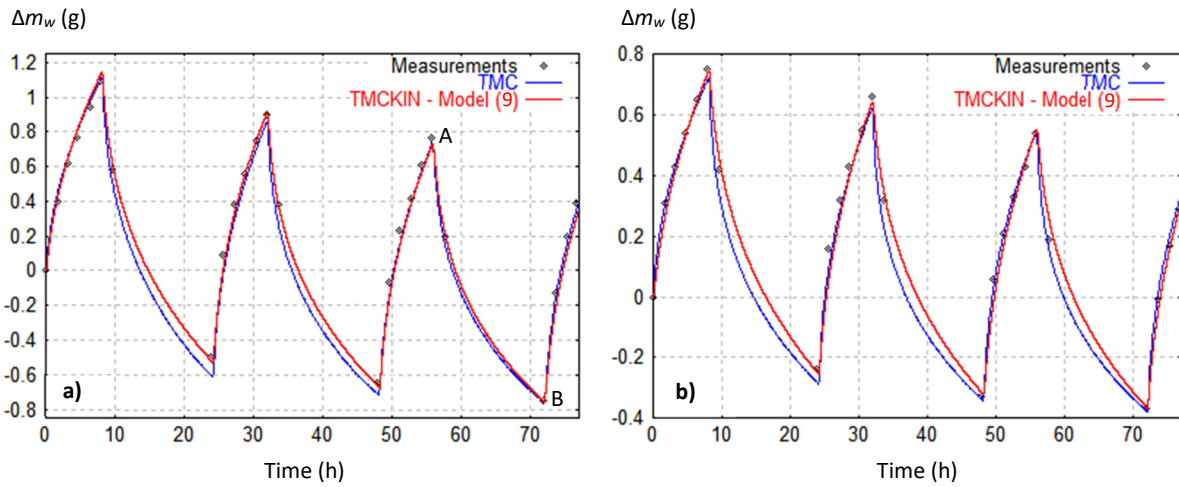 Δm_w (g)
1.2
1
0.8
0.6
0.4
0.2
0
-0.2
-0.4
-0.6
-0.8
0 10 20 30 40 50 60 70
Time (h)
Measurements
TMC
TMCKIN - Model (9)
A
B
a)
Δm_w (g)
0.8
0.6
0.4
0.2
0
-0.2
-0.4
0 10 20 30 40 50 60 70
Time (h)
Measurements
TMC
TMCKIN - Model (9)
b)